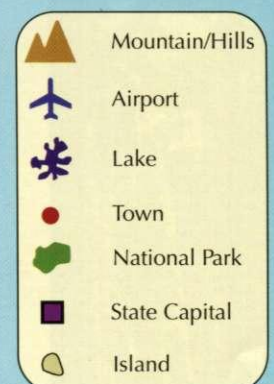 Mountain/Hills
Airport
Lake
Town
National Park
State Capital
Island